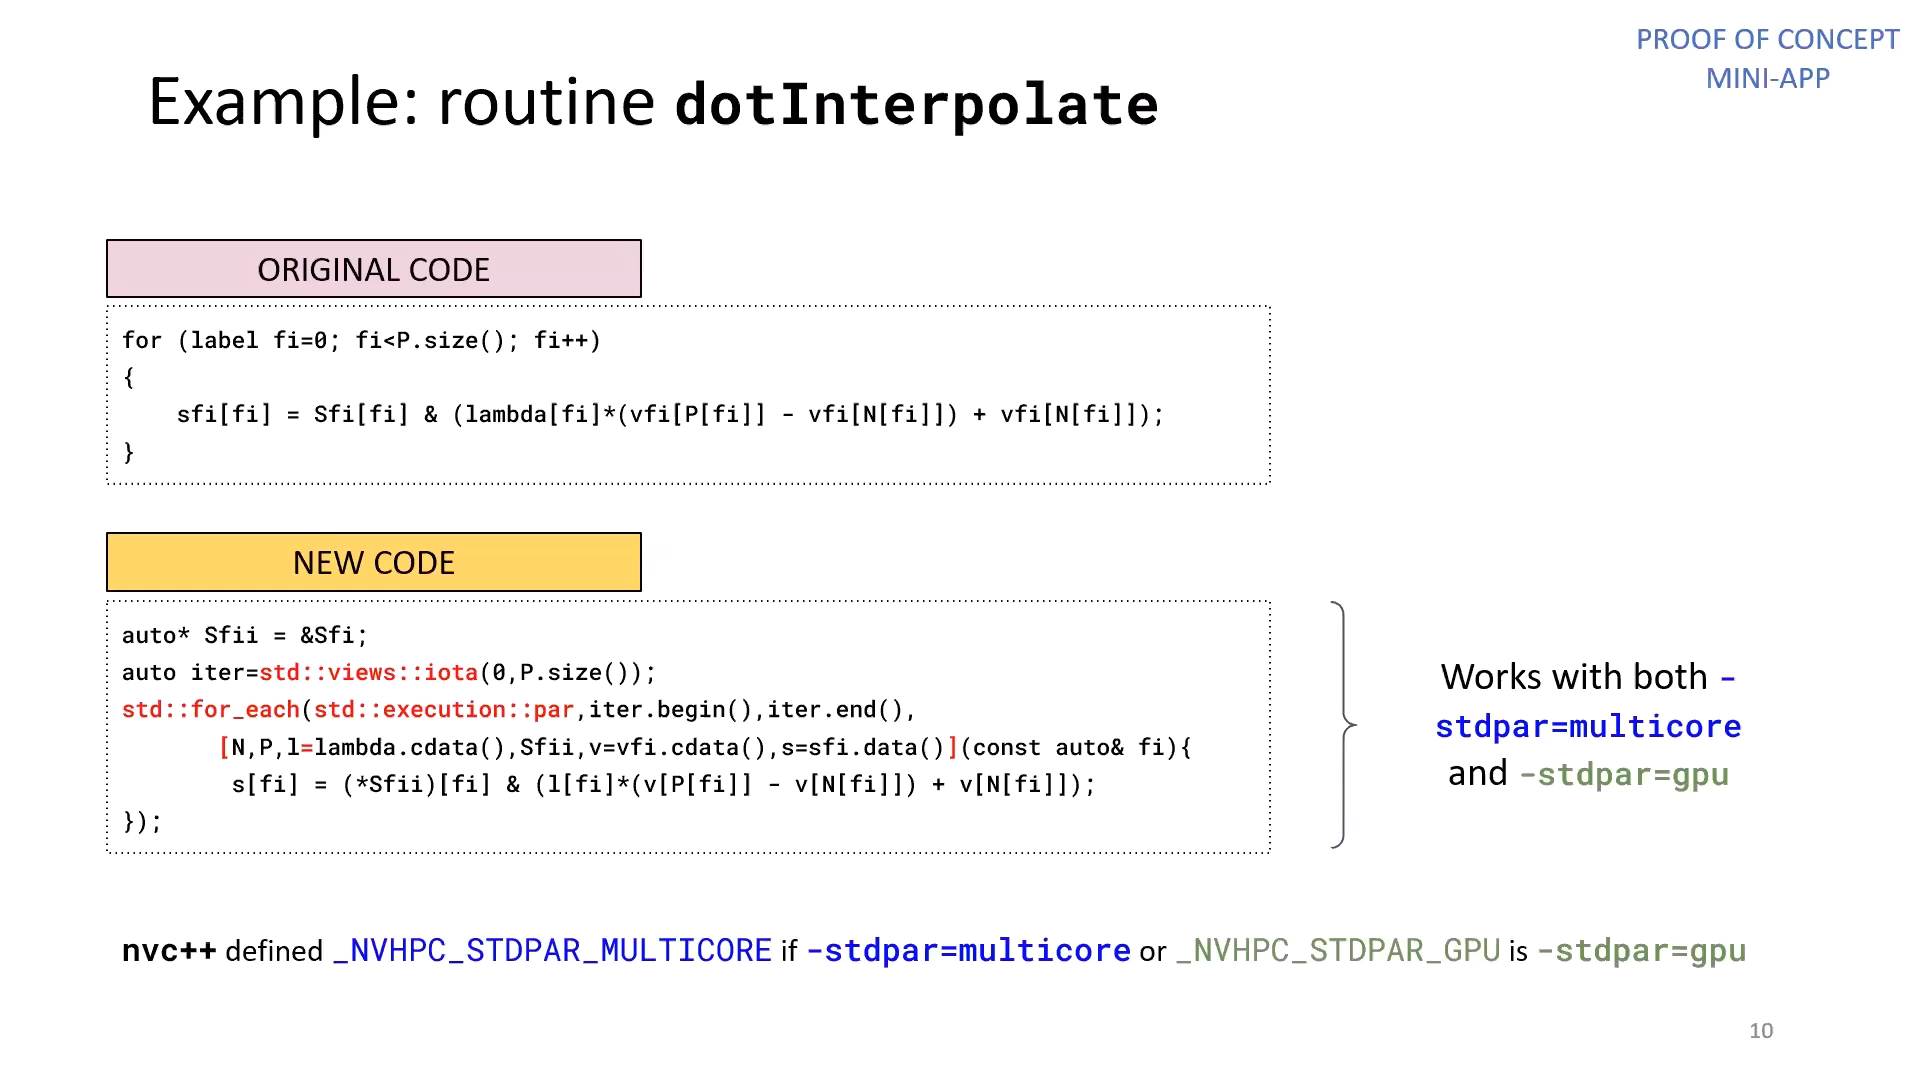 PROOF OF CONCEPT
MINI-APP
Example: routine dotInterpolate
ORIGINAL CODE
for (label fi=0; fi<P.size(); fi++)
{
    sfi[fi] = Sfi[fi] & (lambda[fi]*(vfi[P[fi]] - vfi[N[fi]]) + vfi[N[fi]]);
}
NEW CODE
auto* Sfii = &Sfi;
auto iter=std::views::iota(0,P.size());
std::for_each(std::execution::par,iter.begin(),iter.end(),
       [N,P,l=lambda.cdata(),Sfii,v=vfi.cdata(),s=sfi.data()](const auto& fi){
        s[fi] = (*Sfii)[fi] & (l[fi]*(v[P[fi]] - v[N[fi]]) + v[N[fi]]);
});
Works with both -
stdpar=multicore
and -stdpar=gpu
nvc++ defined _NVHPC_STDPAR_MULTICORE if -stdpar=multicore or _NVHPC_STDPAR_GPU is -stdpar=gpu
10